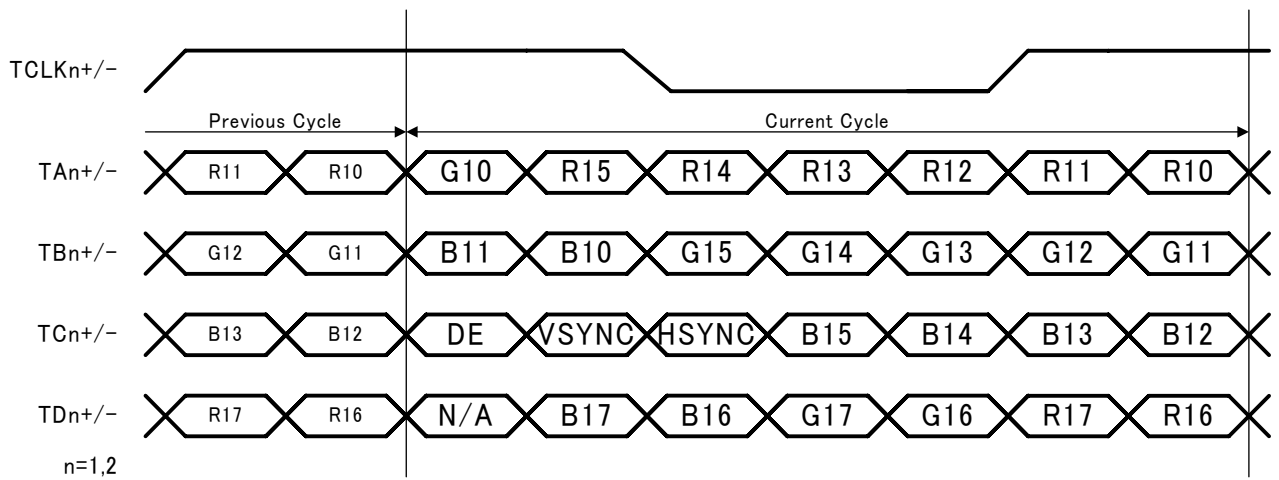 TCLKn+/-
Previous Cycle Current Cycle
TAn+/- R11 R10 G10 R15 R14 R13 R12 R11 R10
TBn+/- G12 G11 B11 B10 G15 G14 G13 G12 G11
TCn+/- B13 B12 DE VSYNC HSYNC B15 B14 B13 B12
TDn+/- R17 R16 N/A B17 B16 G17 G16 R17 R16
n=1,2